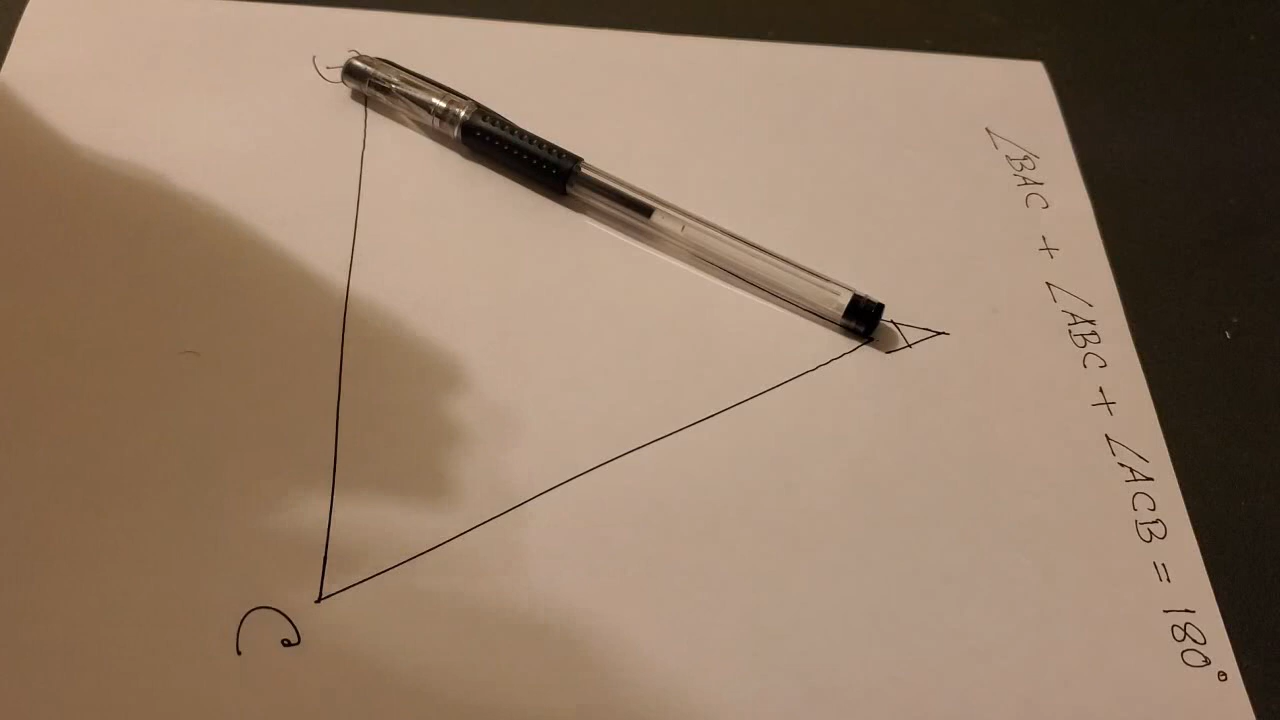 ∠BAC + ∠ABC + ∠ACB = 180°
A
C